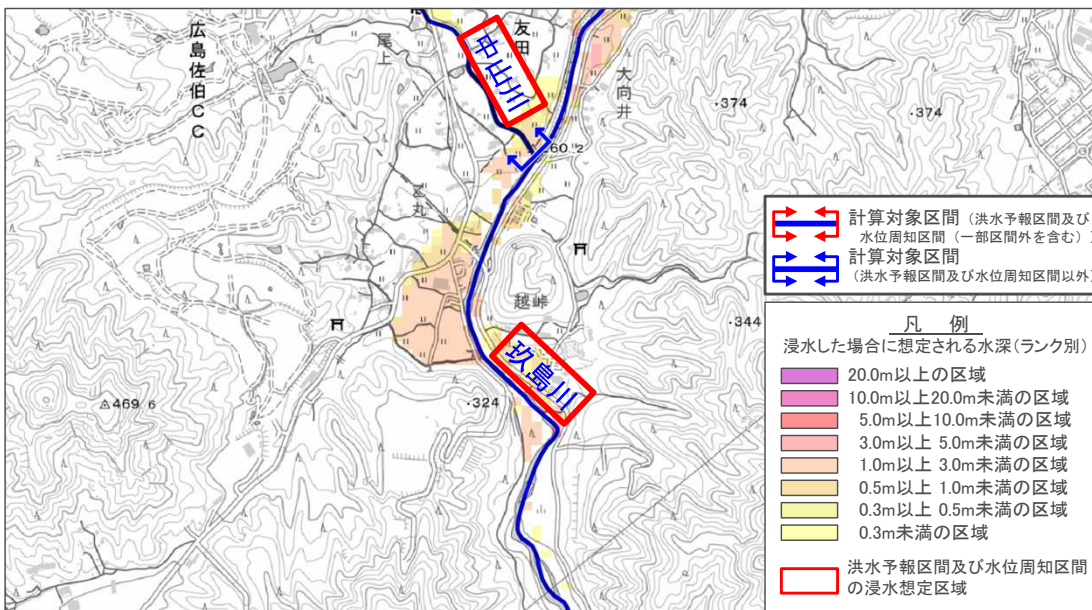 広島佐伯CC
尾上
友田
中山川
大向井
・374
・374
260.2
乙丸
越峠
玖島川
・344
・324
△469.6
計算対象区間（洪水予報区間及び
水位周知区間（一部区間外を含む））
計算対象区間
（洪水予報区間及び水位周知区間以外）
凡 例
浸水した場合に想定される水深（ランク別）
20.0m以上の区域
10.0m以上20.0m未満の区域
5.0m以上10.0m未満の区域
3.0m以上 5.0m未満の区域
1.0m以上 3.0m未満の区域
0.5m以上 1.0m未満の区域
0.3m以上 0.5m未満の区域
0.3m未満の区域
洪水予報区間及び水位周知区間
の浸水想定区域